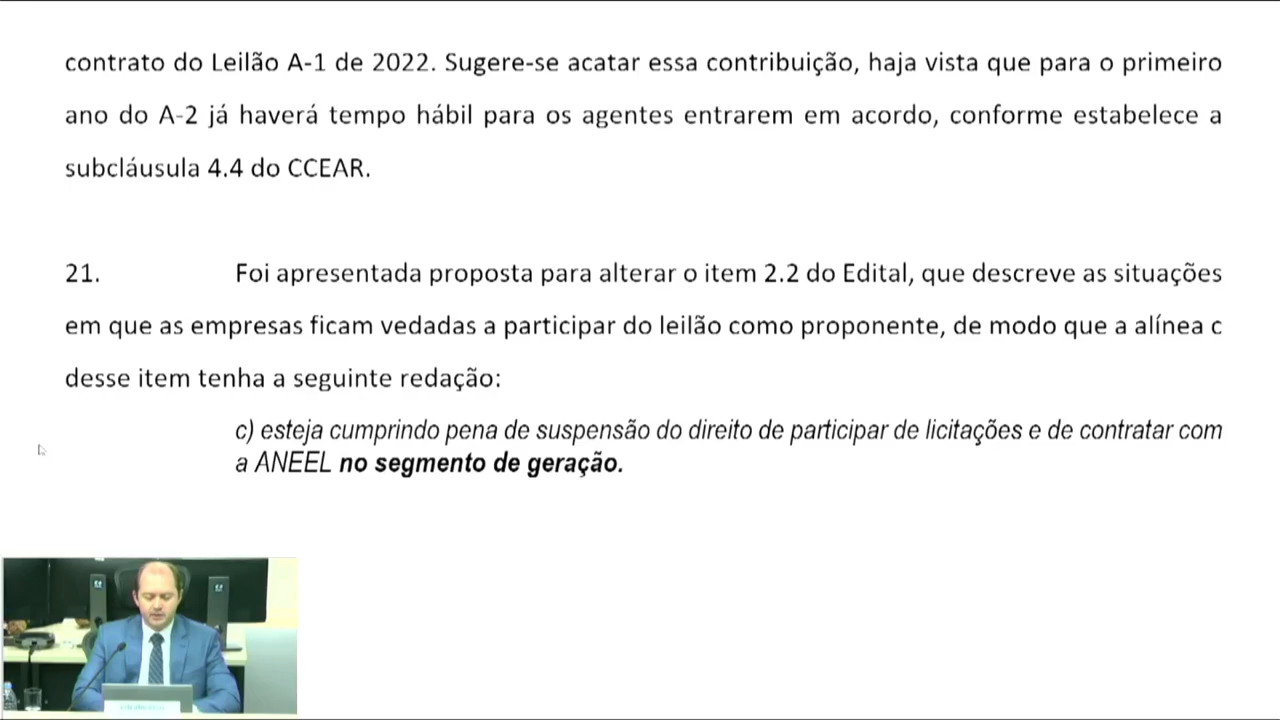 contrato do Leilão A-1 de 2022. Sugere-se acatar essa contribuição, haja vista que para o primeiro
ano do A-2 já haverá tempo hábil para os agentes entrarem em acordo, conforme estabelece a
subcláusula 4.4 do CCEAR.
21. Foi apresentada proposta para alterar o item 2.2 do Edital, que descreve as situações
em que as empresas ficam vedadas a participar do leilão como proponente, de modo que a alínea c
desse item tenha a seguinte redação:
c) esteja cumprindo pena de suspensão do direito de participar de licitações e de contratar com
a ANEEL no segmento de geração.